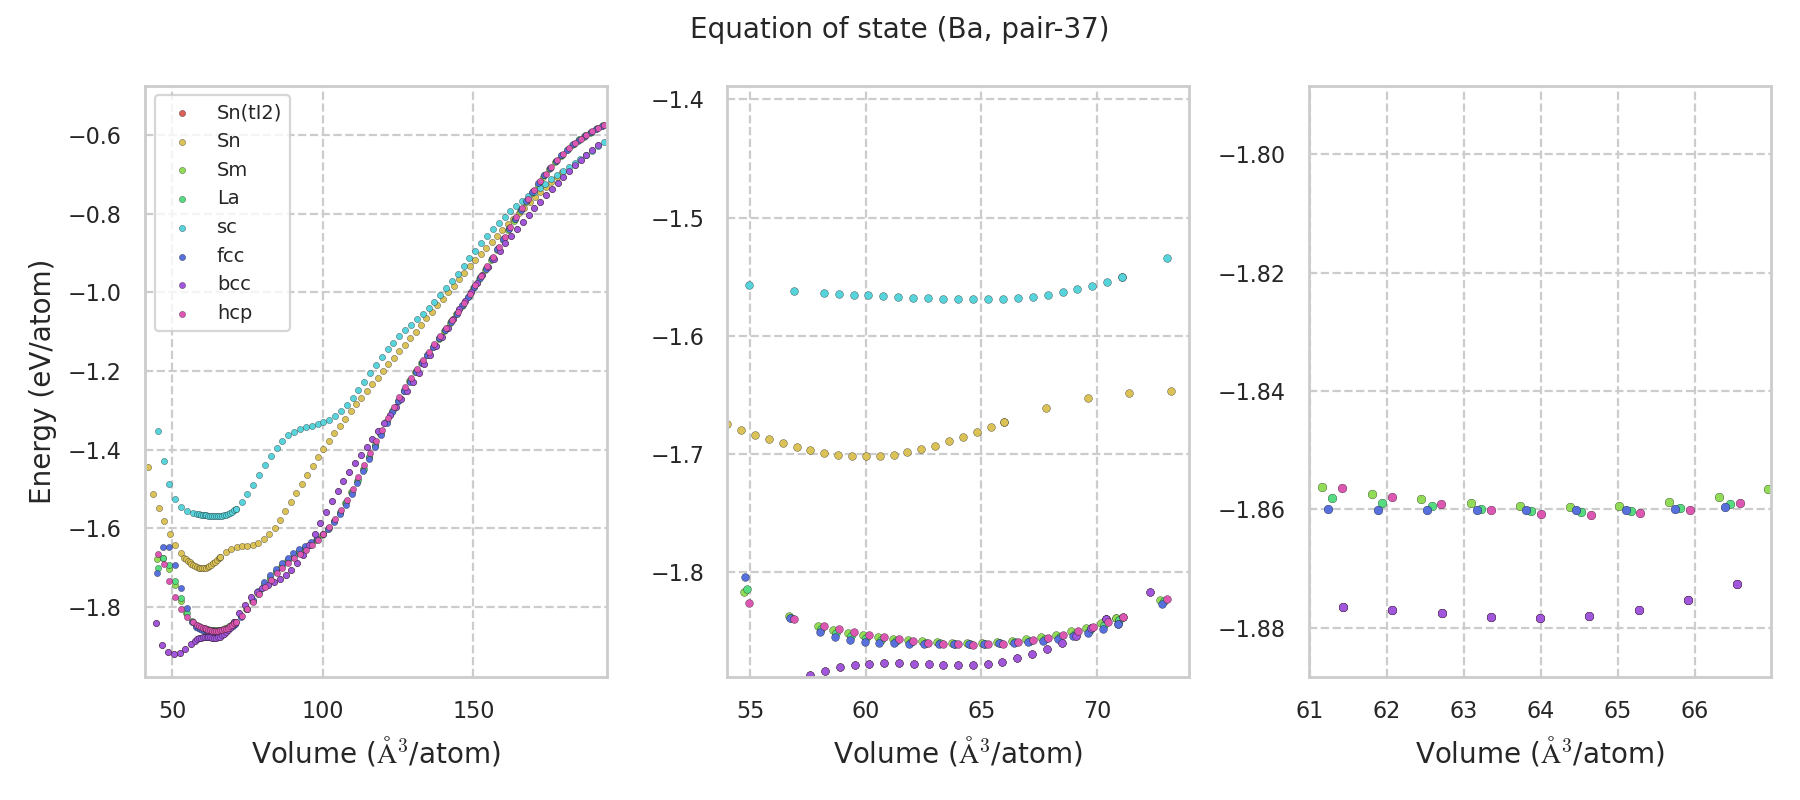 Equation of state (Ba, pair-37)
Energy (eV/atom)
−0.6
−0.8
−1.0
−1.2
−1.4
−1.6
−1.8
Sn(tI2)
Sn
Sm
La
sc
fcc
bcc
hcp
50 100 150
Volume (Å³/atom)
−1.4
−1.5
−1.6
−1.7
−1.8
55 60 65 70
Volume (Å³/atom)
−1.80
−1.82
−1.84
−1.86
−1.88
61 62 63 64 65 66
Volume (Å³/atom)